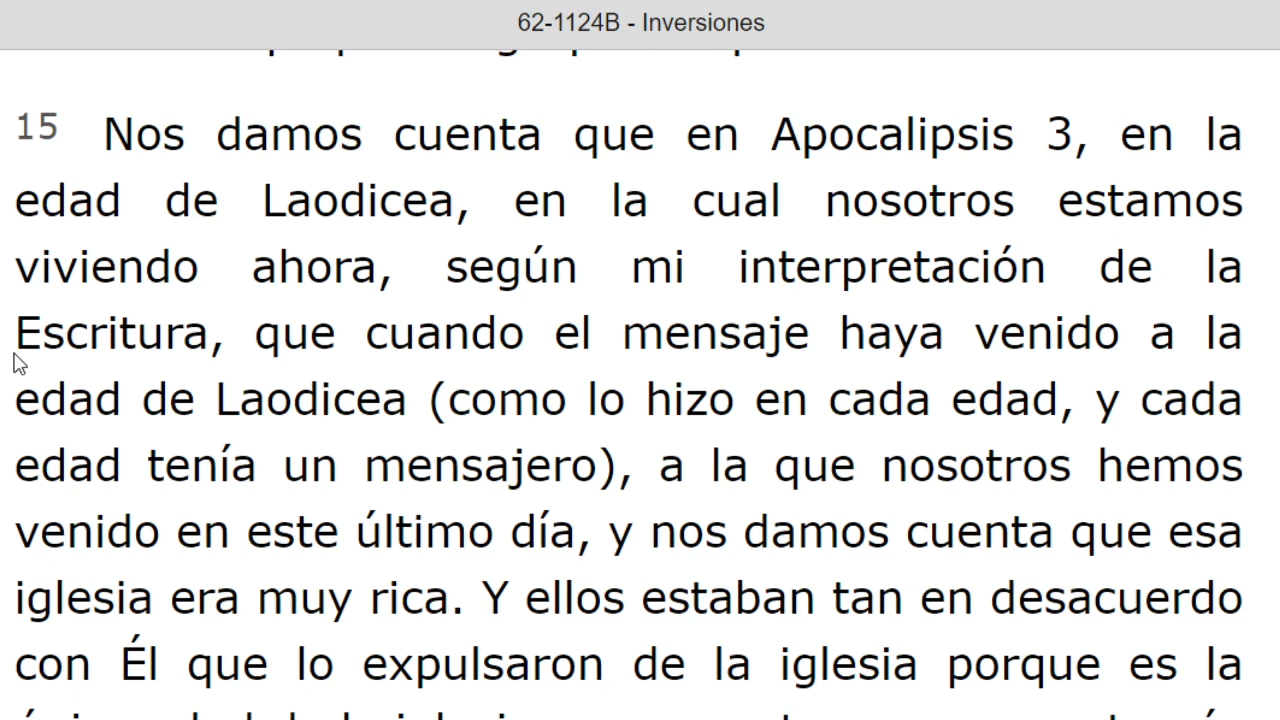 62-1124B - Inversiones
15 Nos damos cuenta que en Apocalipsis 3, en la
edad de Laodicea, en la cual nosotros estamos
viviendo ahora, según mi interpretación de la
Escritura, que cuando el mensaje haya venido a la
edad de Laodicea (como lo hizo en cada edad, y cada
edad tenía un mensajero), a la que nosotros hemos
venido en este último día, y nos damos cuenta que esa
iglesia era muy rica. Y ellos estaban tan en desacuerdo
con Él que lo expulsaron de la iglesia porque es la